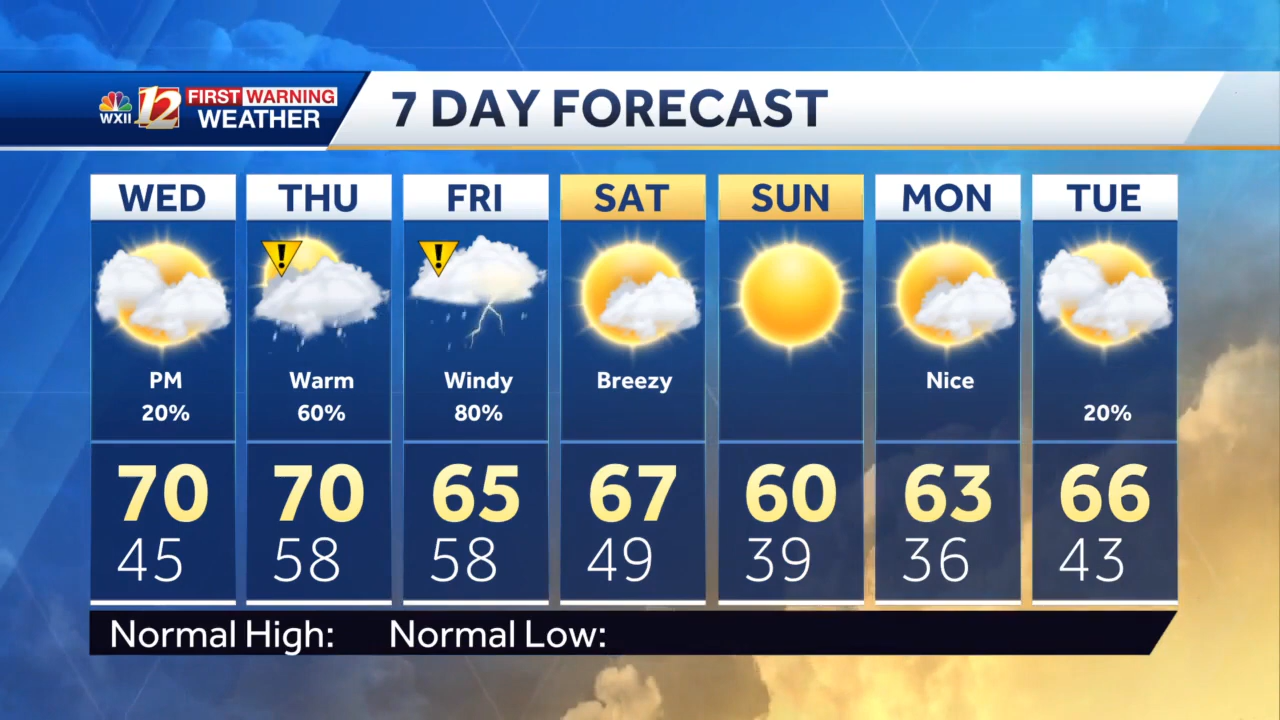 WXII 12 FIRST WARNING
WEATHER
7 DAY FORECAST
WED THU FRI SAT SUN MON TUE
! !
PM Warm Windy Breezy Nice
20% 60% 80% 20%
70 70 65 67 60 63 66
45 58 58 49 39 36 43
Normal High: Normal Low: